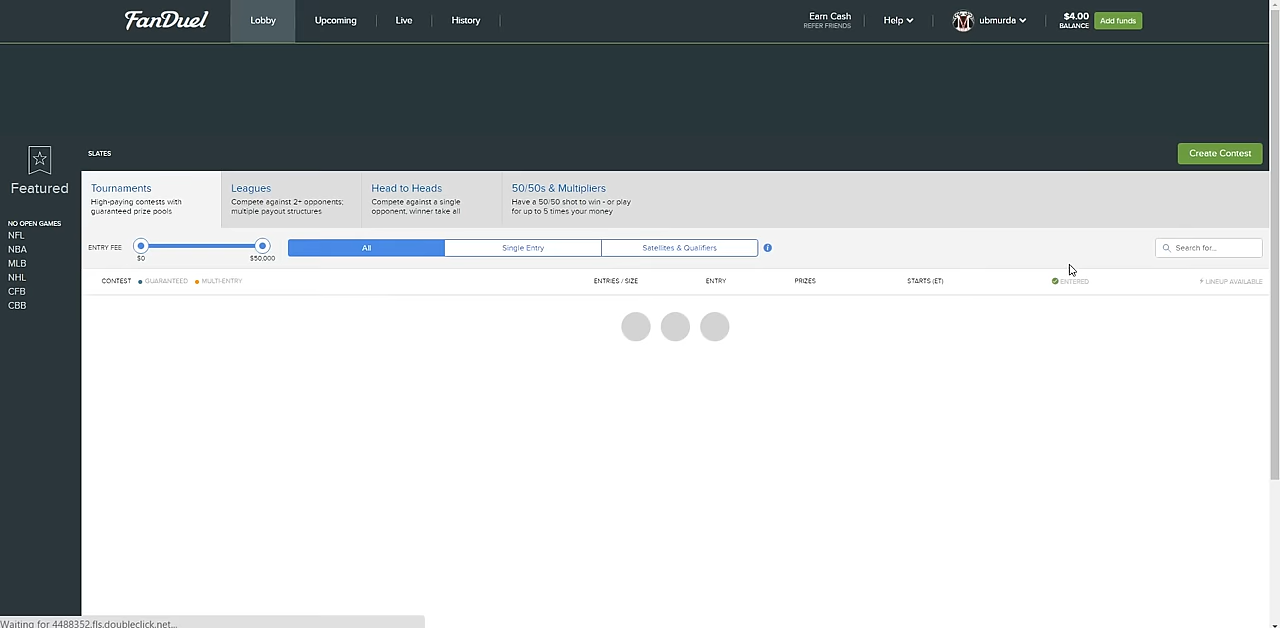 FanDuel
Lobby
Upcoming
Live
History
Earn Cash
REFER FRIENDS
Help
ubmurda
$4.00
BALANCE
Add funds
Featured
SLATES
Create Contest
NO OPEN GAMES
NFL
NBA
MLB
NHL
CFB
CBB
Tournaments
High-paying contests with
guaranteed prize pools
Leagues
Compete against 2+ opponents;
multiple payout structures
Head to Heads
Compete against a single
opponent, winner take all
50/50s & Multipliers
Have a 50/50 shot to win - or play
for up to 5 times your money
ENTRY FEE
$0
$50,000
All
Single Entry
Satellites & Qualifiers
Search for...
CONTEST
GUARANTEED
MULTI-ENTRY
ENTRIES / SIZE
ENTRY
PRIZES
STARTS (ET)
ENTERED
LINEUP AVAILABLE
Waiting for 4488352.fls.doubleclick.net...